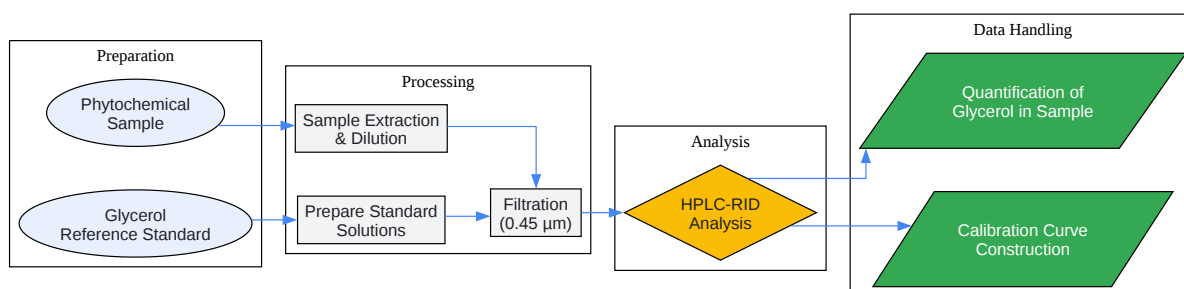 Preparation
Phytochemical
Sample
Glycerol
Reference Standard
Processing
Sample Extraction
& Dilution
Prepare Standard
Solutions
Filtration
(0.45 µm)
Analysis
HPLC-RID
Analysis
Data Handling
Quantification of
Glycerol in Sample
Calibration Curve
Construction